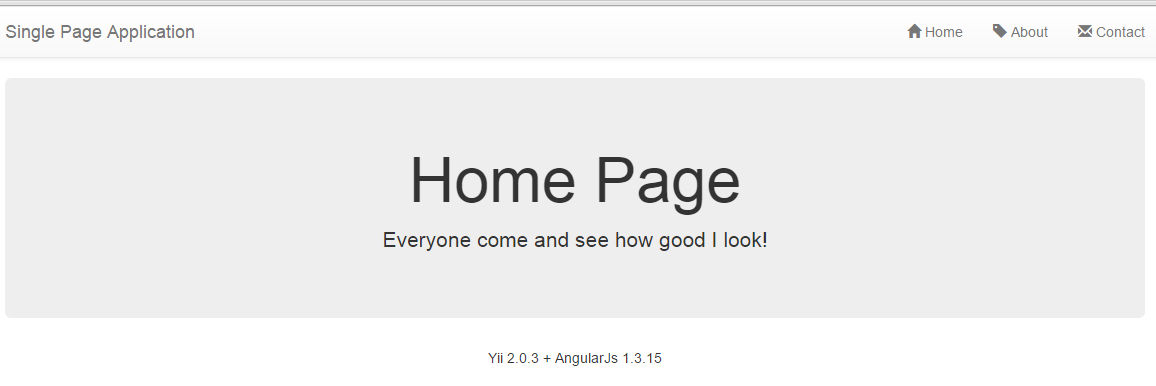 Single Page Application Home About Contact
Home Page
Everyone come and see how good I look!
Yii 2.0.3 + AngularJs 1.3.15